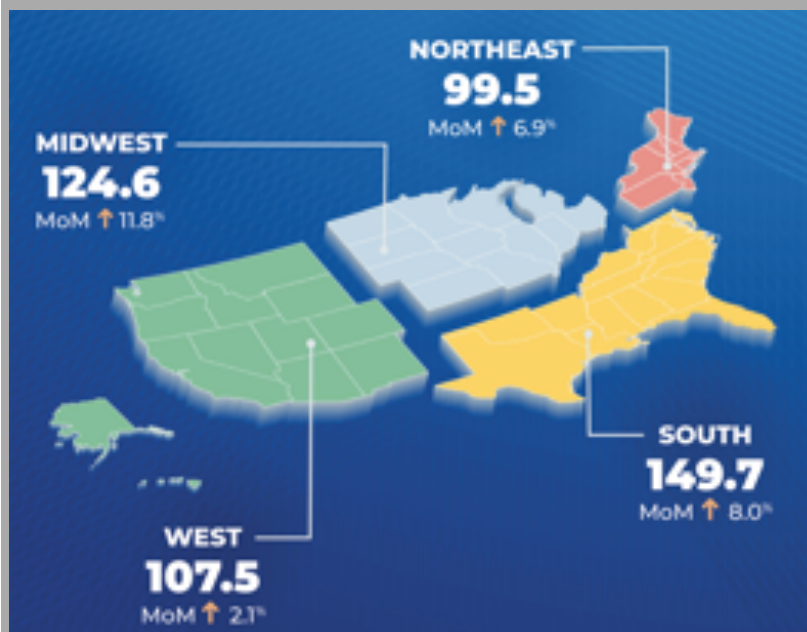 NORTHEAST
99.5
MoM ↑ 6.9%
MIDWEST
124.6
MoM ↑ 11.8%
SOUTH
149.7
MoM ↑ 8.0%
WEST
107.5
MoM ↑ 2.1%